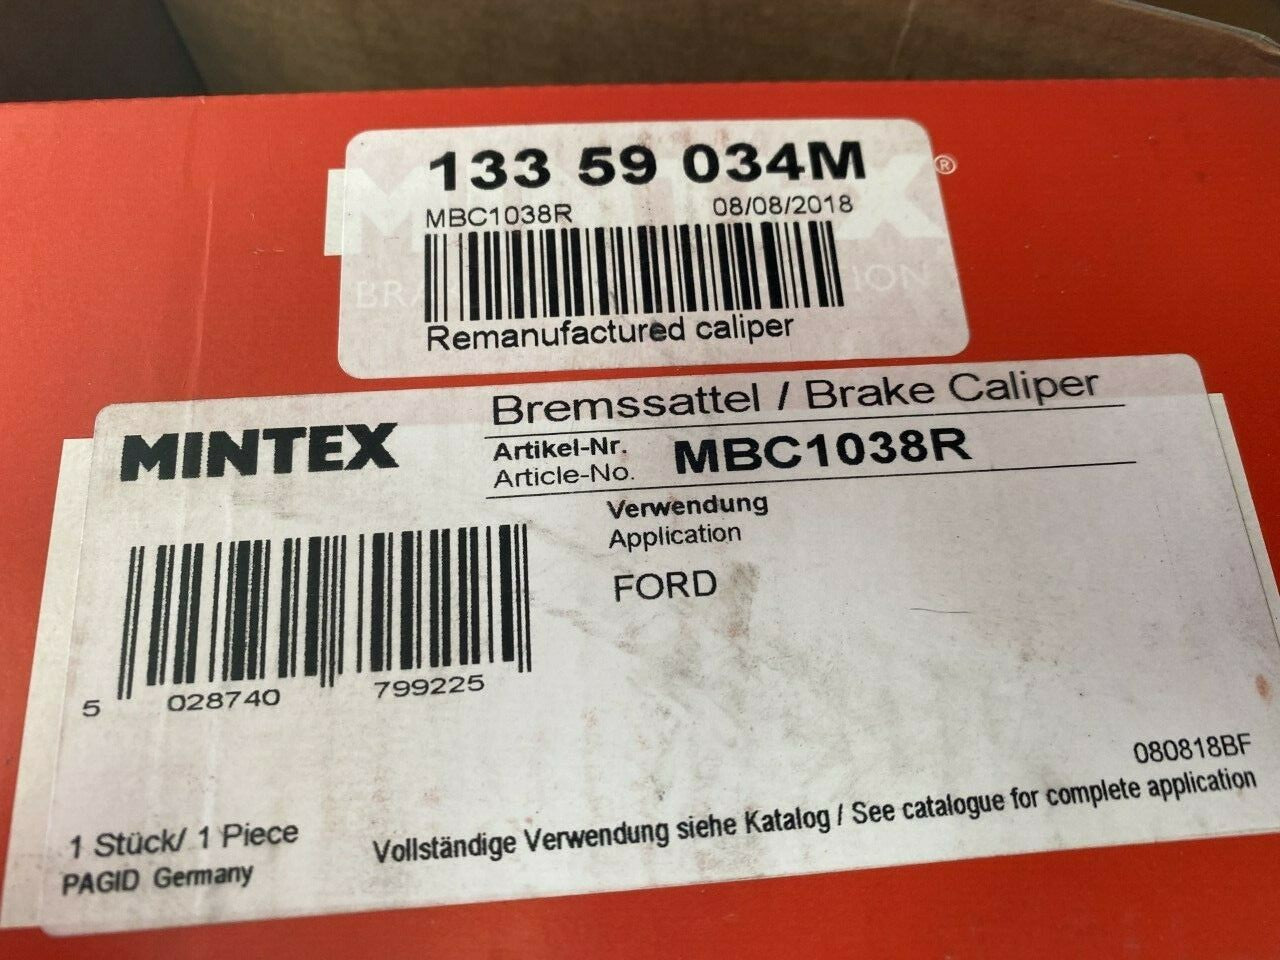 133 59 034M
MBC1038R 08/08/2018
Remanufactured caliper
MINTEX
Bremssattel / Brake Caliper
Artikel-Nr.
Article-No. MBC1038R
Verwendung
Application
FORD
5 028740 799225
080818BF
1 Stück/ 1 Piece
PAGID Germany
Vollständige Verwendung siehe Katalog / See catalogue for complete application